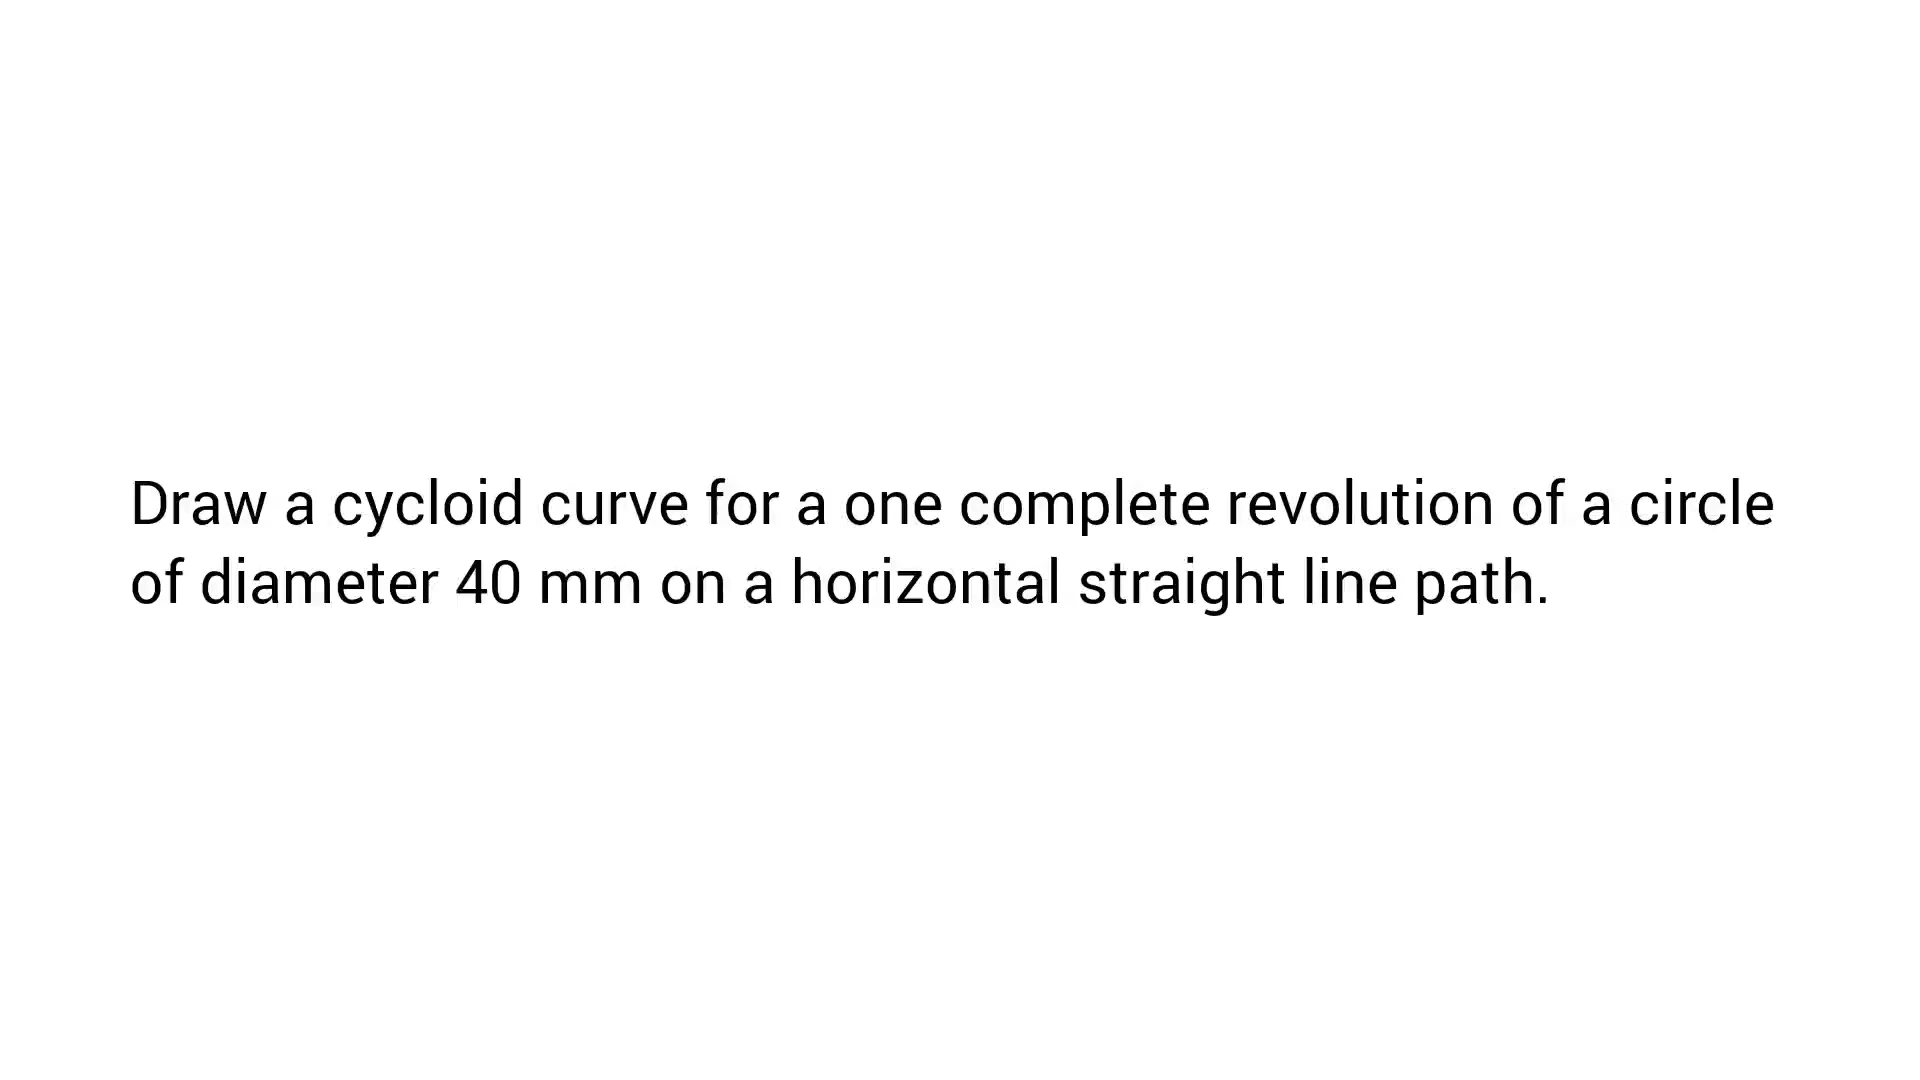 Draw a cycloid curve for a one complete revolution of a circle
of diameter 40 mm on a horizontal straight line path.